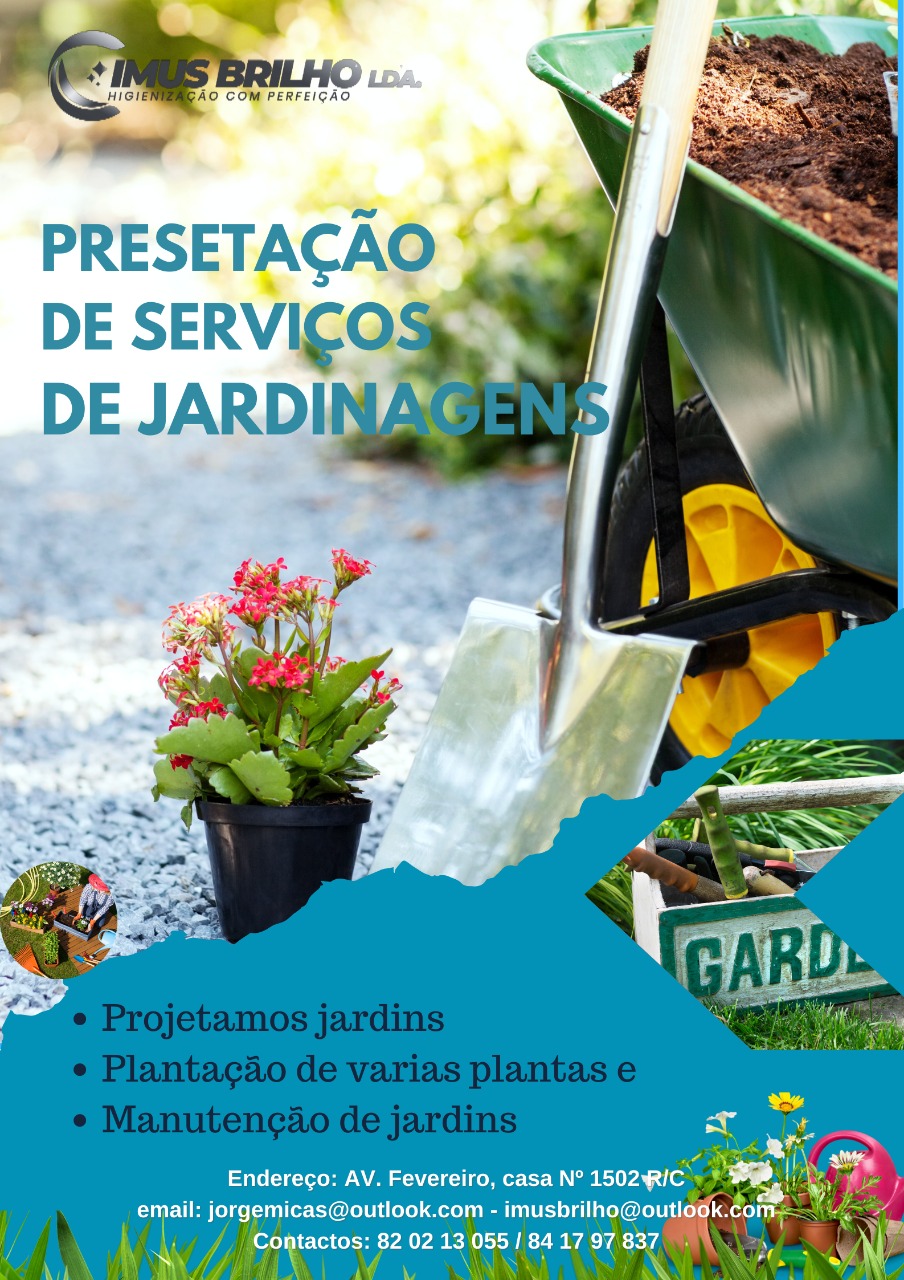 IMUS BRILHO LDA.
HIGIENIZAÇÃO COM PERFEIÇÃO
PRESETAÇÃO
DE SERVIÇOS
DE JARDINAGENS
GARDE
• Projetamos jardins
• Plantação de varias plantas e
• Manutenção de jardins
Endereço: AV. Fevereiro, casa Nº 1502 R/C
email: jorgemicas@outlook.com - imusbrilho@outlook.com
Contactos: 82 02 13 055 / 84 17 97 837